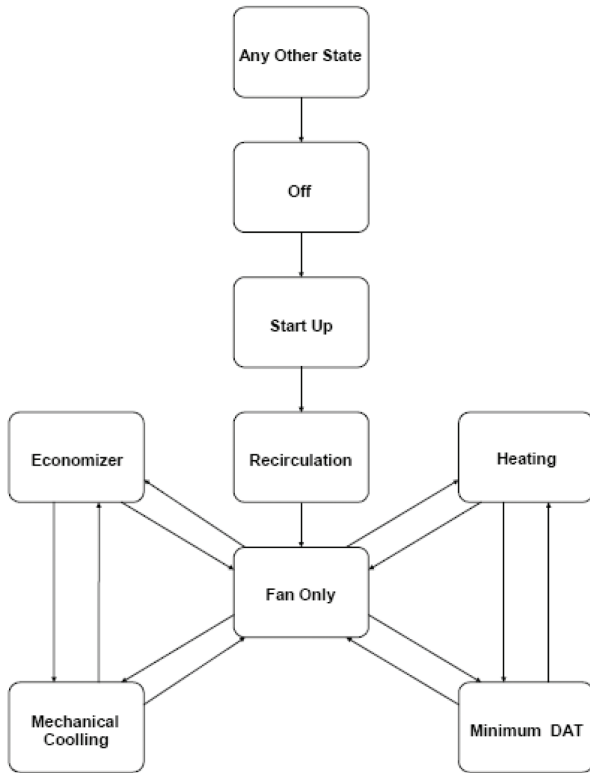 Any Other State
Off
Start Up
Economizer
Recirculation
Heating
Fan Only
Mechanical
Coolling
Minimum DAT